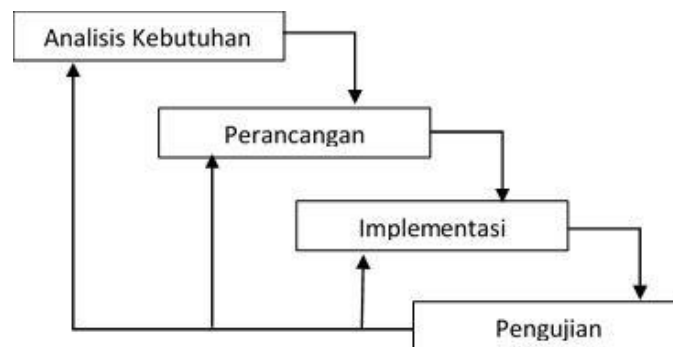 Analisis Kebutuhan
Perancangan
Implementasi
Pengujian